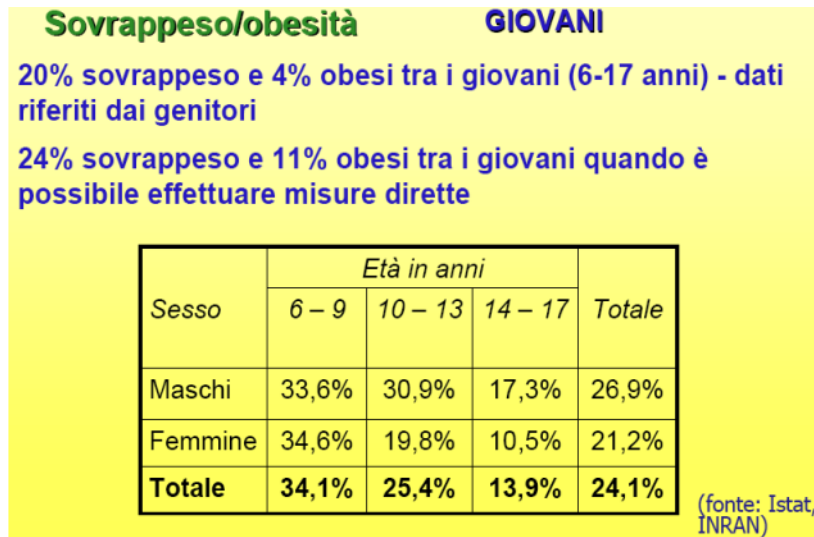 Sovrappeso/obesità GIOVANI
20% sovrappeso e 4% obesi tra i giovani (6-17 anni) - dati
riferiti dai genitori
24% sovrappeso e 11% obesi tra i giovani quando è
possibile effettuare misure dirette
Età in anni
Sesso 6 – 9 10 – 13 14 – 17 Totale
Maschi 33,6% 30,9% 17,3% 26,9%
Femmine 34,6% 19,8% 10,5% 21,2%
Totale 34,1% 25,4% 13,9% 24,1%
(fonte: Istat,
INRAN)